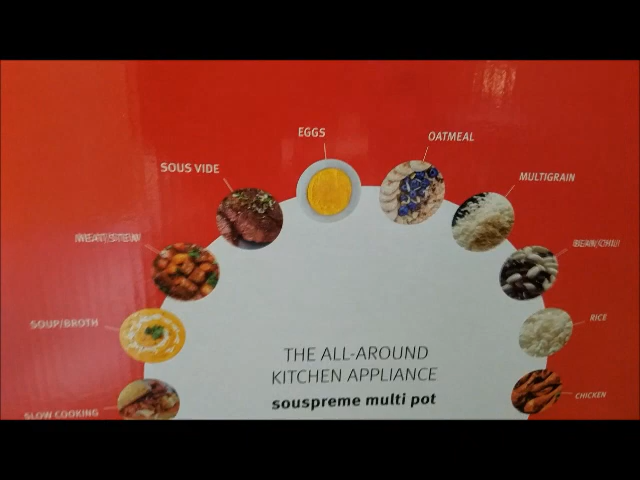 EGGS
OATMEAL
SOUS VIDE
MULTIGRAIN
MEAT/STEW
BEAN/CHILI
SOUP/BROTH
RICE
THE ALL-AROUND
KITCHEN APPLIANCE
souspreme multi pot
CHICKEN
SLOW COOKING